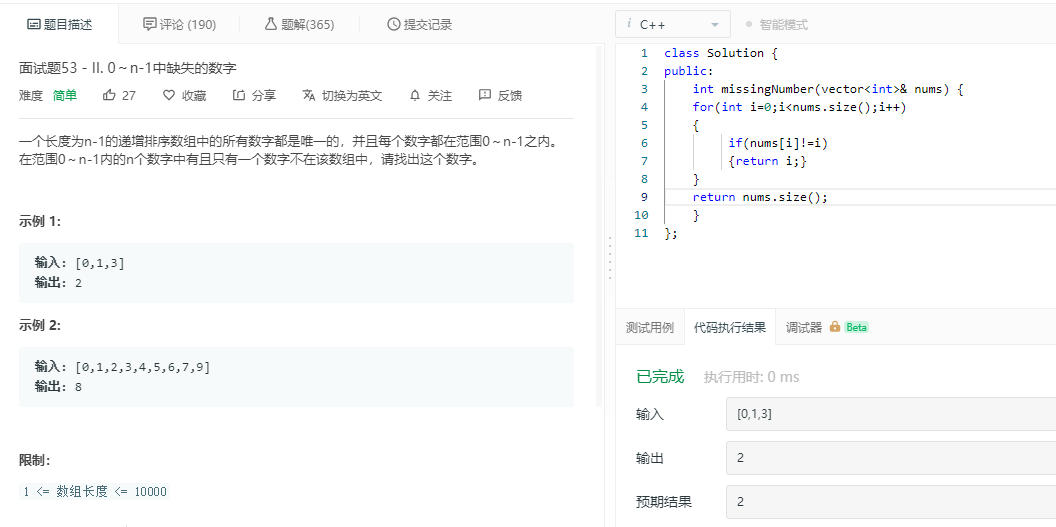 题目描述 评论 (190) 题解(365) 提交记录
面试题53 - II. 0～n-1中缺失的数字
难度 简单 27 收藏 分享 切换为英文 关注 反馈
一个长度为n-1的递增排序数组中的所有数字都是唯一的，并且每个数字都在范围0～n-1之内。
在范围0～n-1内的n个数字中有且只有一个数字不在该数组中，请找出这个数字。
示例 1:
输入: [0,1,3]
输出: 2
示例 2:
输入: [0,1,2,3,4,5,6,7,9]
输出: 8
限制：
1 <= 数组长度 <= 10000
i C++ 智能模式
1 class Solution {
2 public:
3 int missingNumber(vector<int>& nums) {
4 for(int i=0;i<nums.size();i++)
5 {
6 if(nums[i]!=i)
7 {return i;}
8 }
9 return nums.size();
10 }
11 };
测试用例 代码执行结果 调试器 Beta
已完成 执行用时: 0 ms
输入 [0,1,3]
输出 2
预期结果 2